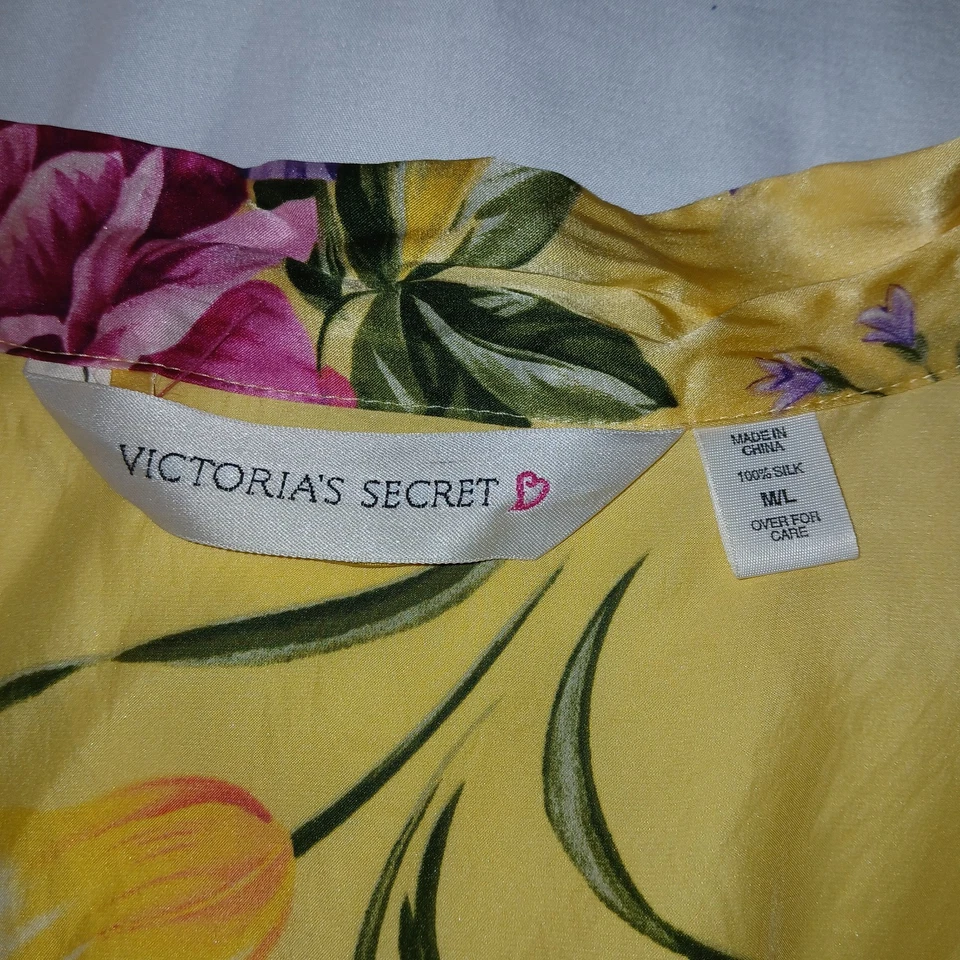 VICTORIA'S SECRET
MADE IN
CHINA
100% SILK
M/L
OVER FOR
CARE